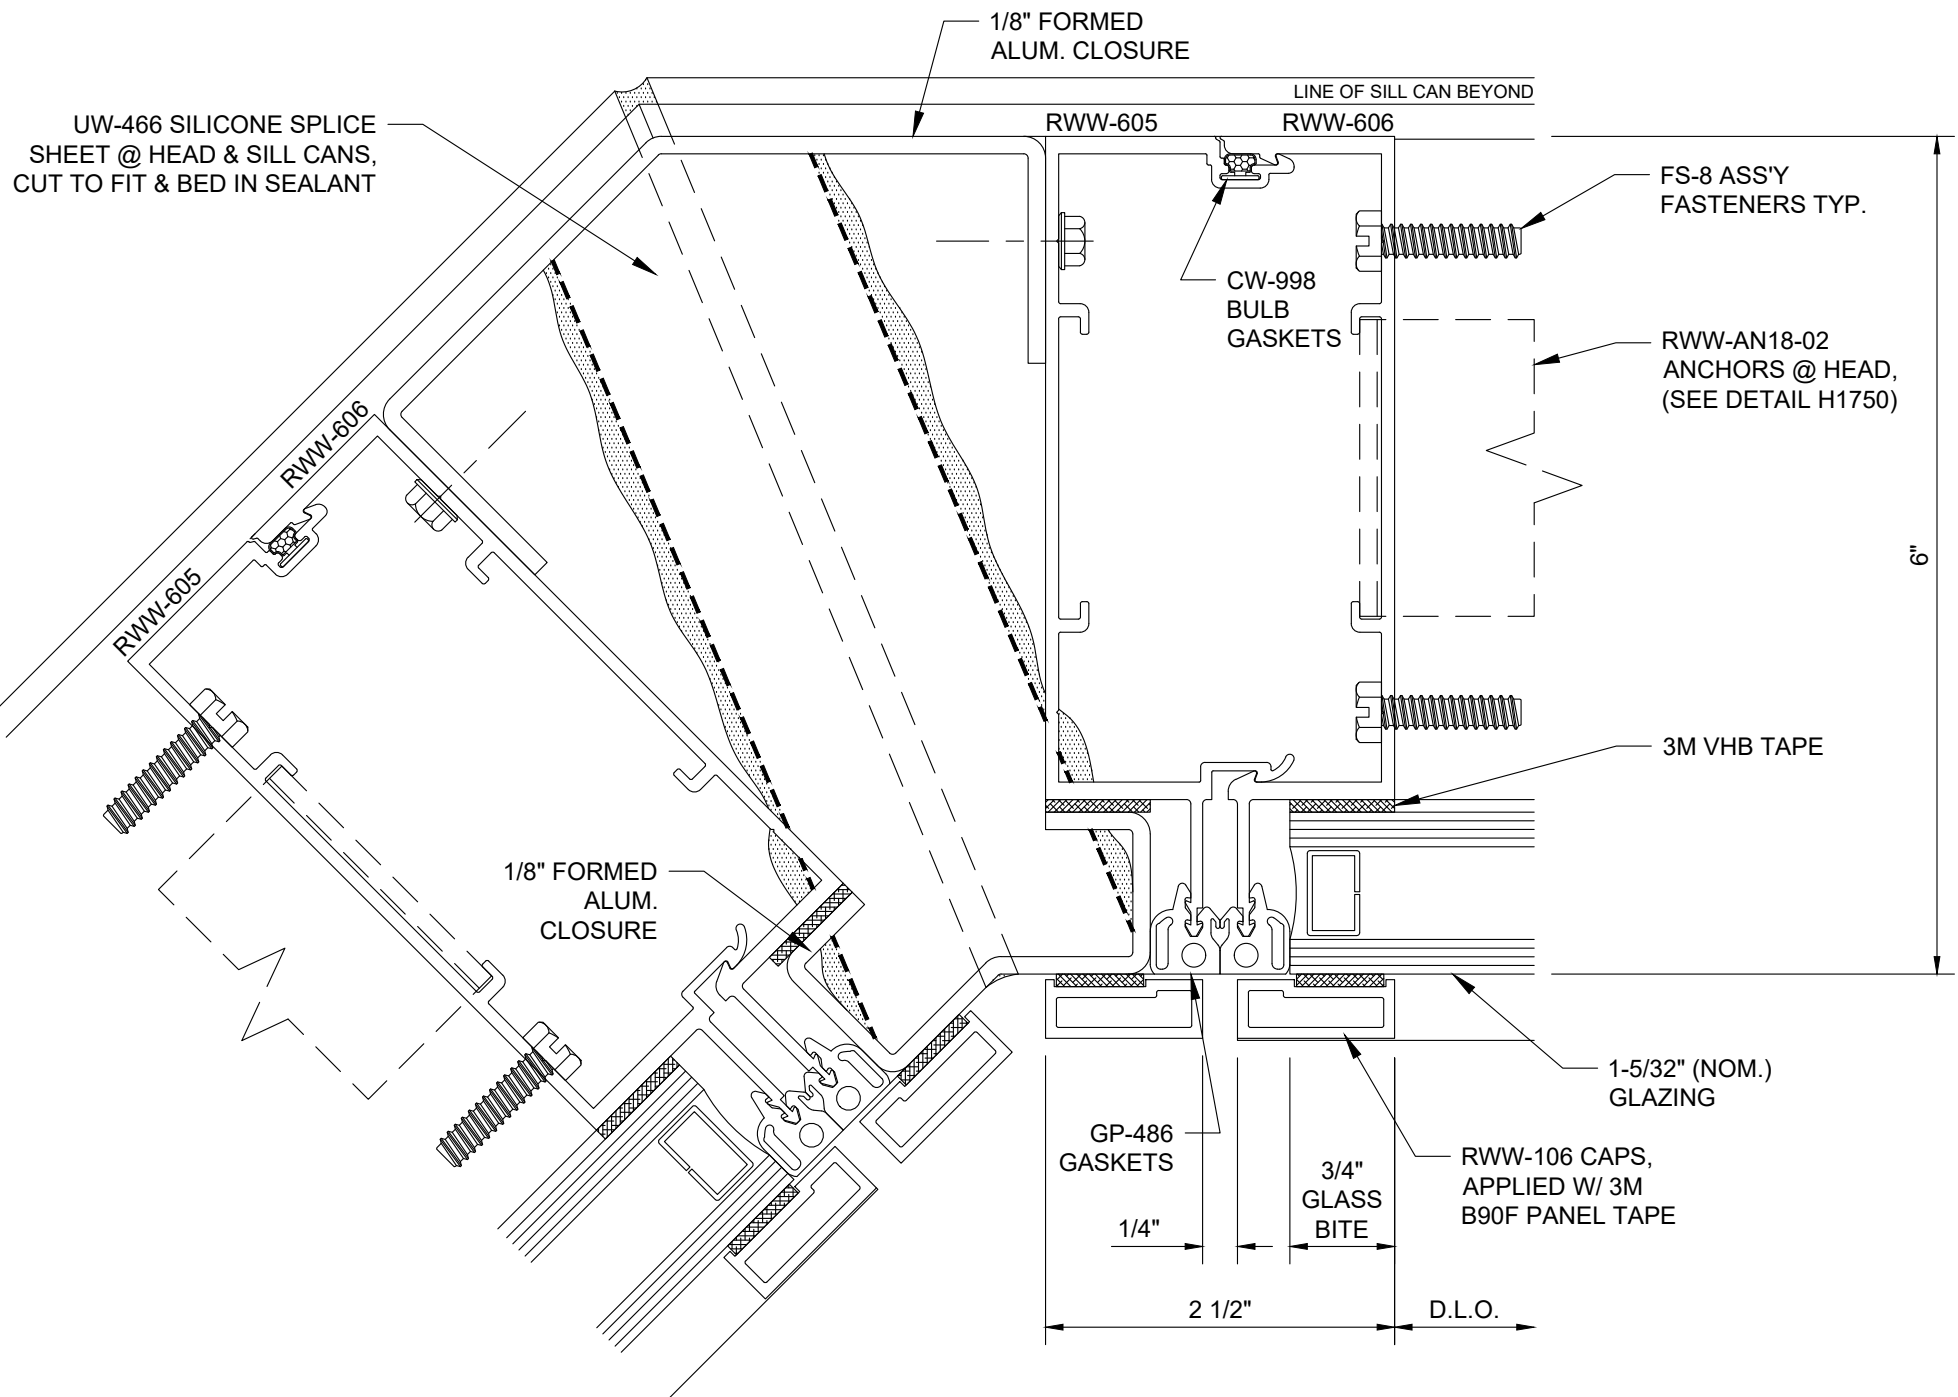 1/8" FORMED
ALUM. CLOSURE
LINE OF SILL CAN BEYOND
UW-466 SILICONE SPLICE
SHEET @ HEAD & SILL CANS,
CUT TO FIT & BED IN SEALANT
RWW-605
RWW-606
FS-8 ASS'Y
FASTENERS TYP.
CW-998
BULB
GASKETS
RWW-AN18-02
ANCHORS @ HEAD,
(SEE DETAIL H1750)
RWW-606
RWW-605
6"
3M VHB TAPE
1/8" FORMED
ALUM.
CLOSURE
1-5/32" (NOM.)
GLAZING
GP-486
GASKETS
RWW-106 CAPS,
APPLIED W/ 3M
B90F PANEL TAPE
3/4"
GLASS
BITE
1/4"
2 1/2"
D.L.O.